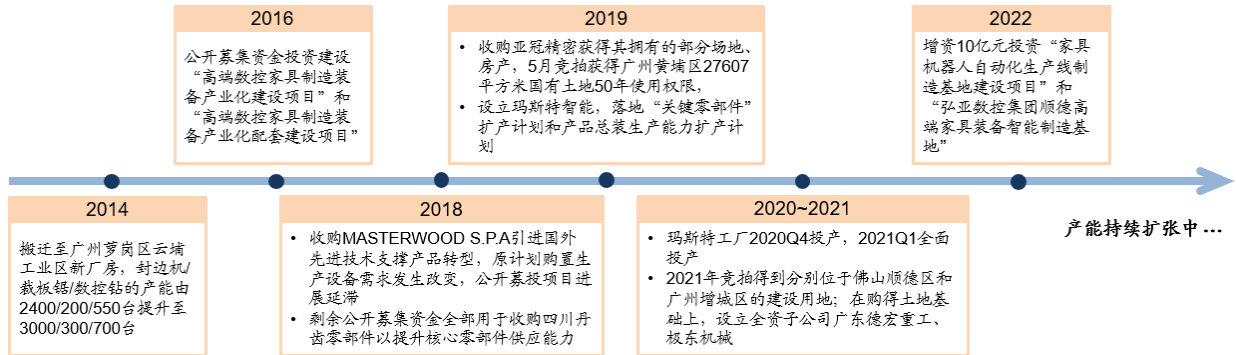 2016
公开募集资金投资建设
“高端数控家具制造装
备产业化建设项目”和
“高端数控家具制造装
备产业化配套建设项目”
2019
• 收购亚冠精密获得其拥有的部分场地、
房产，5月竞拍获得广州黄埔区27607
平方米国有土地50年使用权限，
• 设立玛斯特智能，落地“关键零部件”
扩产计划和产品总装生产能力扩产计
划
2022
增资10亿元投资“家具
机器人自动化生产线制
造基地建设项目”和
“弘亚数控集团顺德高
端家具装备智能制造基
地”
2014
搬迁至广州萝岗区云埔
工业区新厂房，封边机/
裁板锯/数控钻的产能由
2400/200/550台提升至
3000/300/700台
2018
• 收购MASTERWOOD S.P.A引进国外
先进技术支撑产品转型，原计划购置生
产设备需求发生改变，公开募投项目进
展延滞
• 剩余公开募集资金全部用于收购四川丹
齿零部件以提升核心零部件供应能力
2020~2021
• 玛斯特工厂2020Q4投产，2021Q1全面
投产
• 2021年竞拍得到分别位于佛山顺德区和
广州增城区的建设用地；在购得土地基
础上，设立全资子公司广东德宏重工、
极东机械
产能持续扩张中...